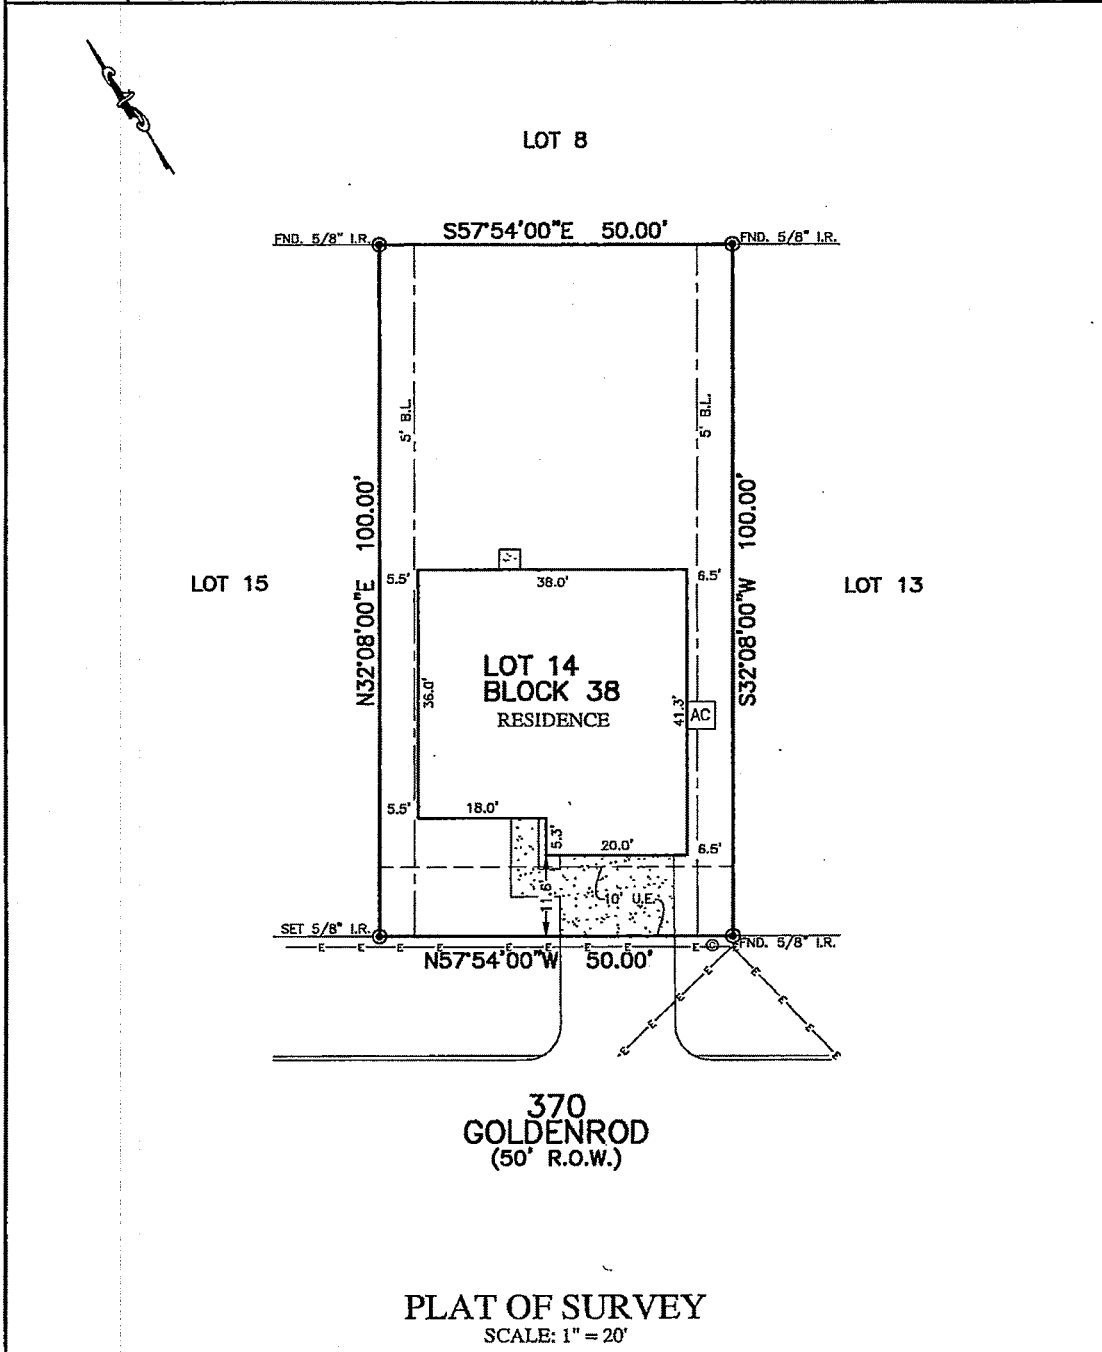 LOT 8
S57°54'00"E 50.00'
FND. 5/8" I.R.
FND. 5/8" I.R.
5' B.L.
5' B.L.
N32°08'00"E 100.00'
S32°08'00"W 100.00'
LOT 15
LOT 13
5.5'
38.0'
6.5'
LOT 14
BLOCK 38
RESIDENCE
36.0'
41.3'
AC
5.5'
18.0'
5.3'
20.0'
6.5'
11.6'
10' U.E.
SET 5/8" I.R.
FND. 5/8" I.R.
E E E E E E E E E E
©
N57°54'00"W 50.00'
E E E E
E E E E
370
GOLDENROD
(50' R.O.W.)
PLAT OF SURVEY
SCALE: 1" = 20'